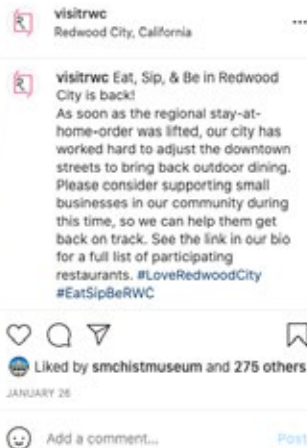 visitrwc
Redwood City, California
visitrwc Eat, Sip, & Be in Redwood
City is back!
As soon as the regional stay-at-
home-order was lifted, our city has
worked hard to adjust the downtown
streets to bring back outdoor dining.
Please consider supporting small
businesses in our community during
this time, so we can help them get
back on track. See the link in our bio
for a full list of participating
restaurants. #LoveRedwoodCity
#EatSipBeRWC
Liked by smchistmuseum and 275 others
JANUARY 26
Add a comment...
Post